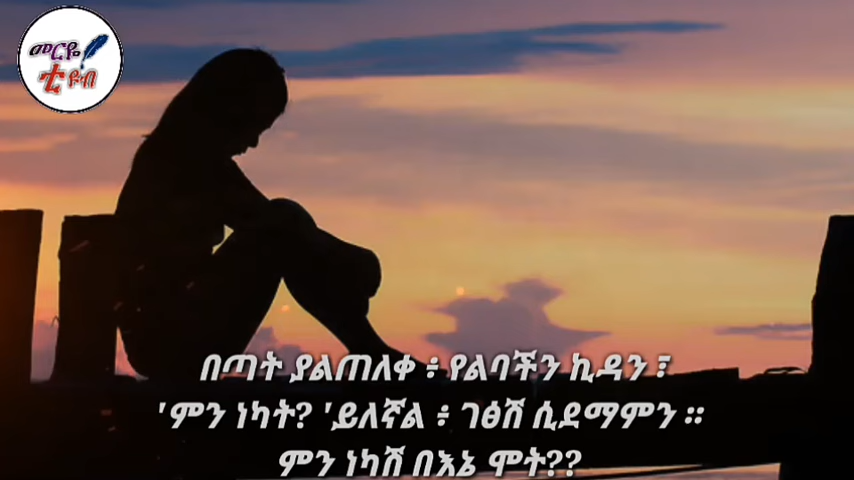 መርዬ
ቲዩብ
በጣት ያልጠለቀ ፥ የልባችን ኪዳን ፣
'ምን ነካት? 'ይለኛል ፥ ገፅሽ ሲደማምን ።
ምን ነካሽ በእኔ ሞት??